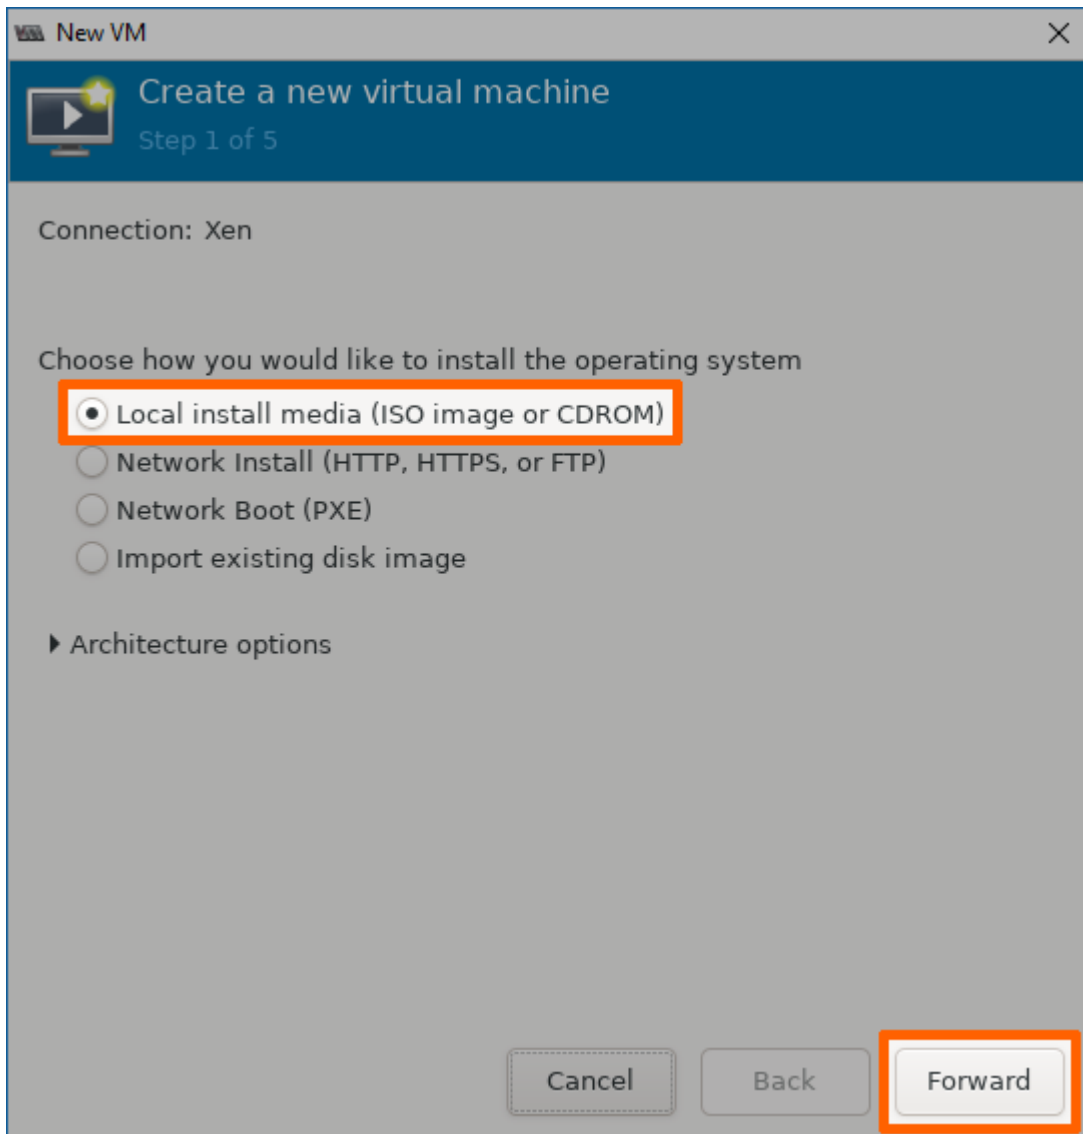 New VM
Create a new virtual machine
Step 1 of 5
Connection: Xen
Choose how you would like to install the operating system
Local install media (ISO image or CDROM)
Network Install (HTTP, HTTPS, or FTP)
Network Boot (PXE)
Import existing disk image
Architecture options
Cancel Back Forward